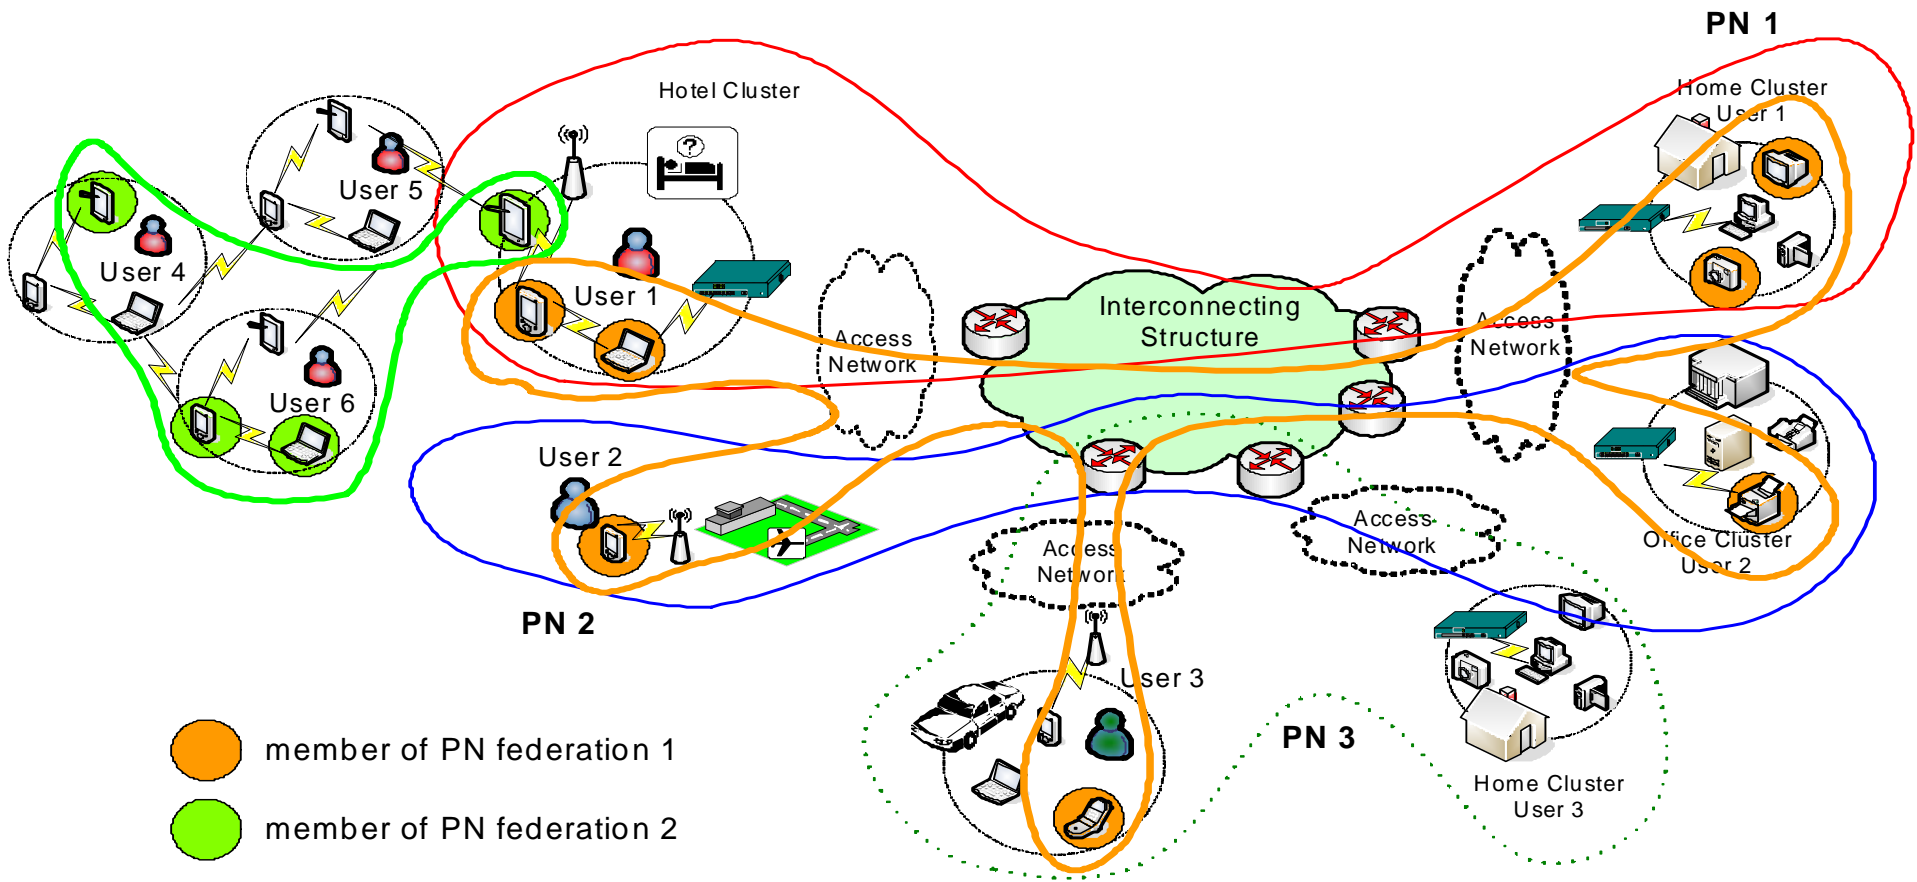 PN 1
Hotel Cluster
Home Cluster
User 1
User 5
User 4
User 1
User 6
Access
Network
Interconnecting
Structure
Access
Network
User 2
PN 2
Access
Network
Access
Network
Office Cluster
User 2
User 3
PN 3
Home Cluster
User 3
member of PN federation 1
member of PN federation 2
?